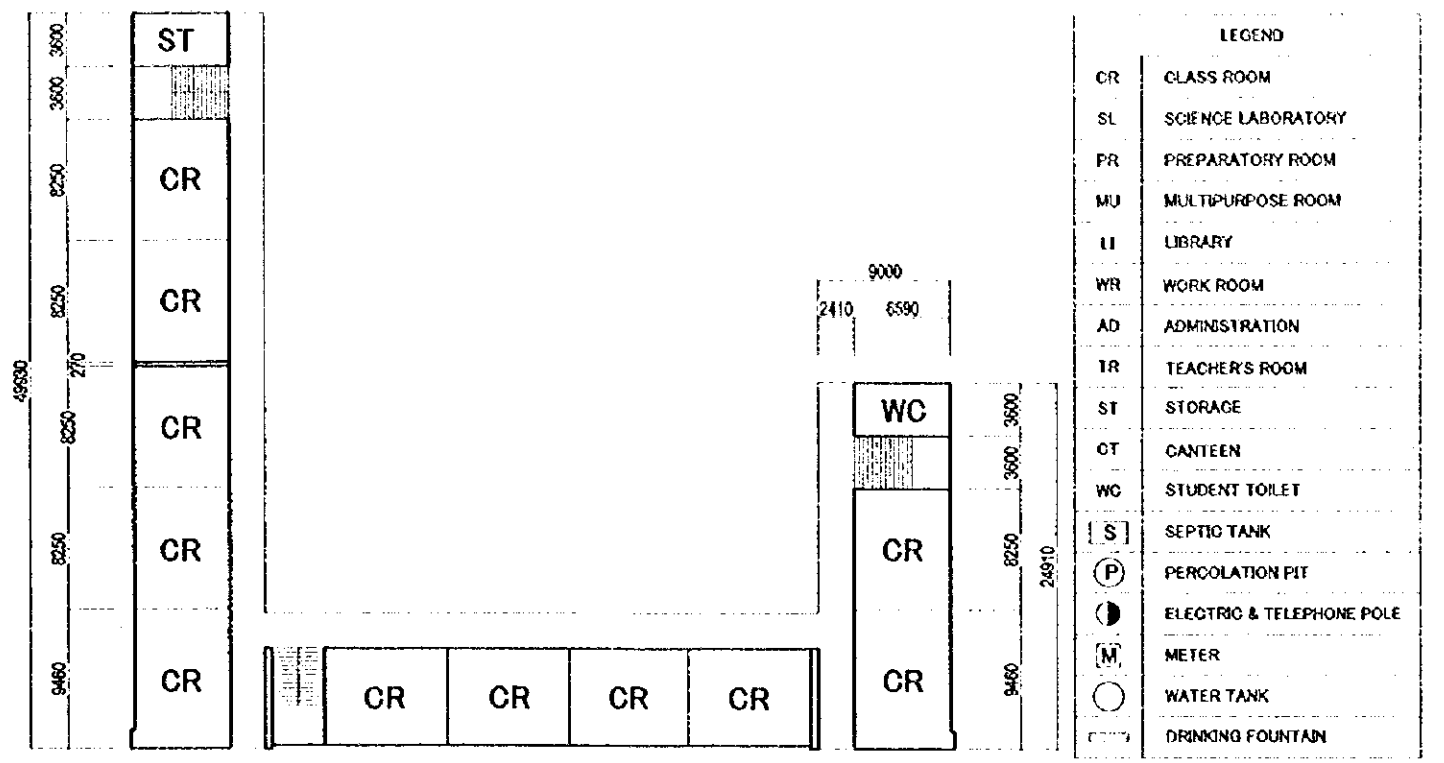 ST
CR
CR
CR
CR
CR
3600
3600
8250
8250
270
8250
8250
9460
49930
CR CR CR CR
9000
2410 6590
WC
CR
CR
3600
3600
8250
9460
24910
LEGEND
CR CLASS ROOM
SL SCIENCE LABORATORY
PR PREPARATORY ROOM
MU MULTIPURPOSE ROOM
LI LIBRARY
WR WORK ROOM
AD ADMINISTRATION
TR TEACHER'S ROOM
ST STORAGE
CT CANTEEN
WC STUDENT TOILET
S SEPTIC TANK
P PERCOLATION PIT
ELECTRIC & TELEPHONE POLE
M METER
WATER TANK
DRINKING FOUNTAIN